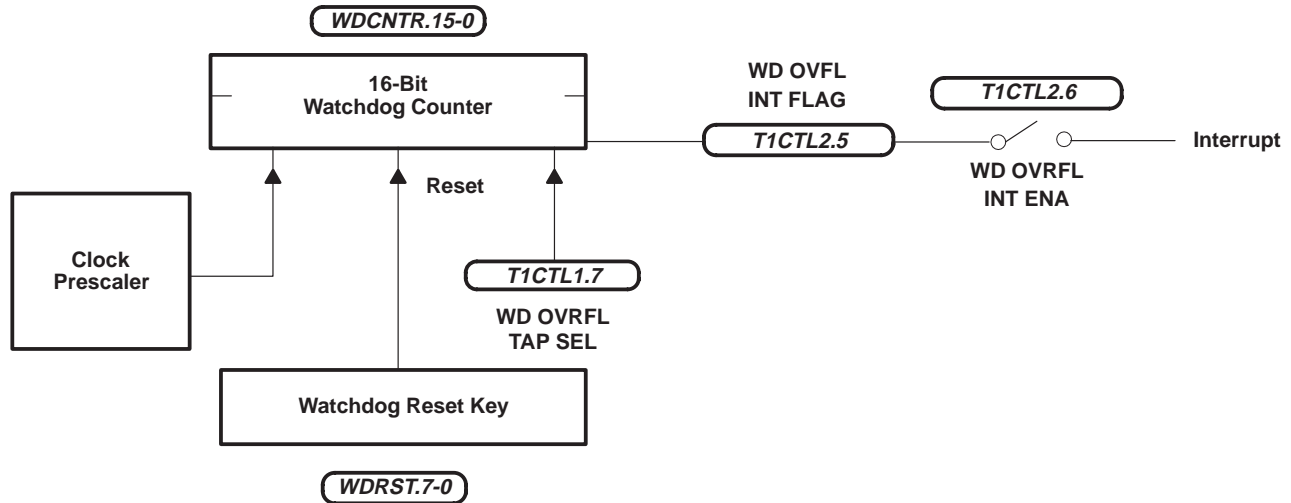 WDCNTR.15-0
16-Bit
Watchdog Counter
WD OVFL
INT FLAG
T1CTL2.5
T1CTL2.6
WD OVRFL
INT ENA
Interrupt
Reset
Clock
Prescaler
T1CTL1.7
WD OVRFL
TAP SEL
Watchdog Reset Key
WDRST.7-0